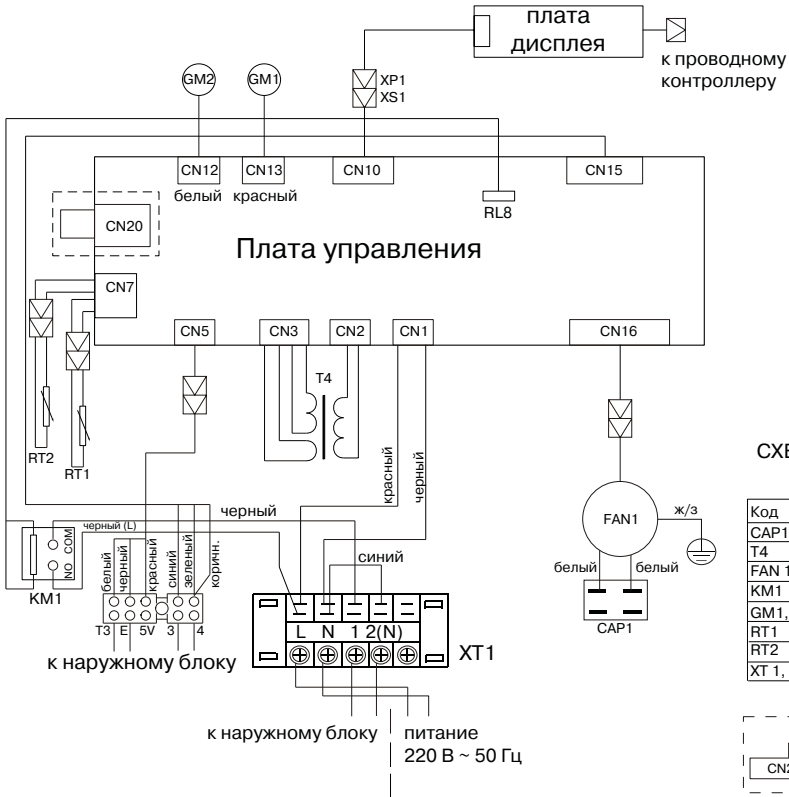 плата
дисплея
к проводному
контроллеру
GM2
GM1
XP1
XS1
CN12
CN13
CN10
CN15
белый
красный
RL8
CN20
Плата управления
CN7
CN5
CN3
CN2
CN1
CN16
T4
RT2
RT1
красный
черный
СХЕ
черный
черный (L)
COM
NO
KM1
белый
черный
красный
синий
зеленый
коричн.
T3 E 5V 3 4
к наружному блоку
синий
L N 1 2(N)
XT1
к наружному блоку
питание
220 В ~ 50 Гц
FAN1
ж/з
белый
белый
CAP1
Код
CAP1
T4
FAN 1
KM1
GM1,
RT1
RT2
XT 1,
CN2